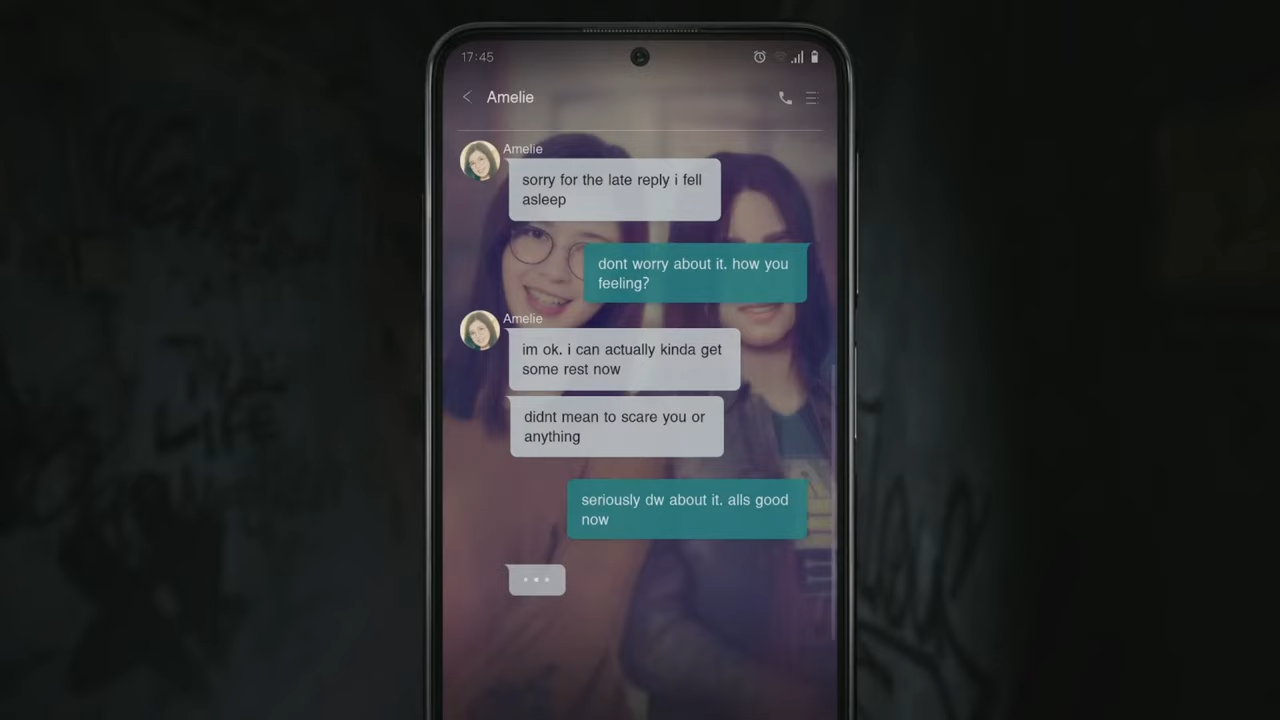 17:45
Amelie
Amelie
sorry for the late reply i fell
asleep
dont worry about it. how you
feeling?
Amelie
im ok. i can actually kinda get
some rest now
didnt mean to scare you or
anything
seriously dw about it. alls good
now
LIFE